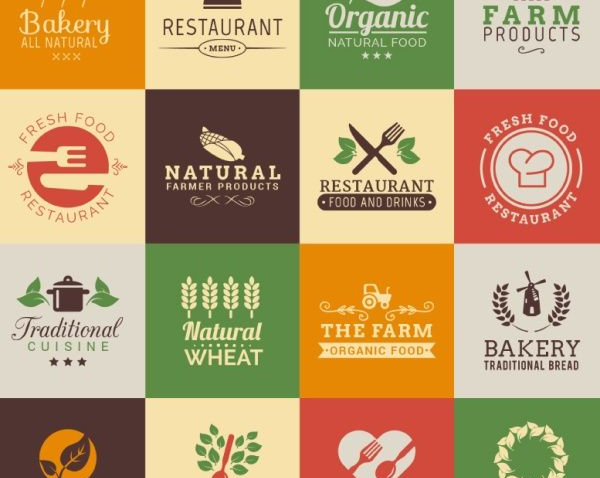 Bakery
ALL NATURAL
RESTAURANT
MENU
Organic
NATURAL FOOD
FARM
PRODUCTS
FRESH FOOD
RESTAURANT
NATURAL
FARMER PRODUCTS
RESTAURANT
FOOD AND DRINKS
FRESH FOOD
RESTAURANT
Traditional
CUISINE
Natural
WHEAT
THE FARM
ORGANIC FOOD
BAKERY
TRADITIONAL BREAD